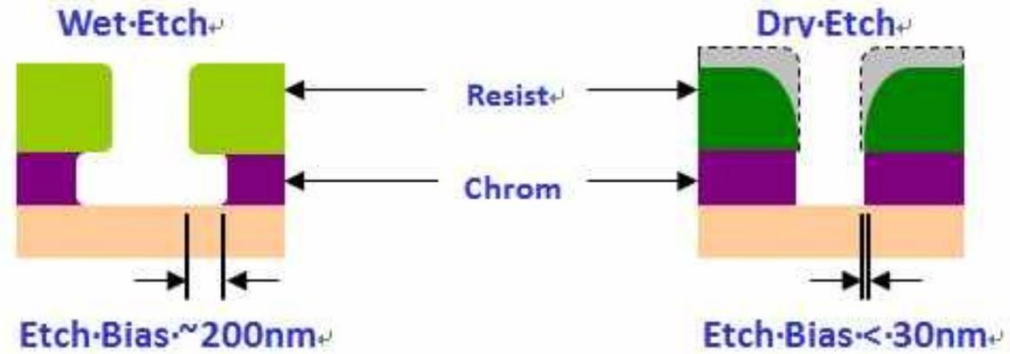 Wet·Etch↵
Dry·Etch↵
Resist↵
Chrom
Etch·Bias·~200nm↵
Etch·Bias·<·30nm↵